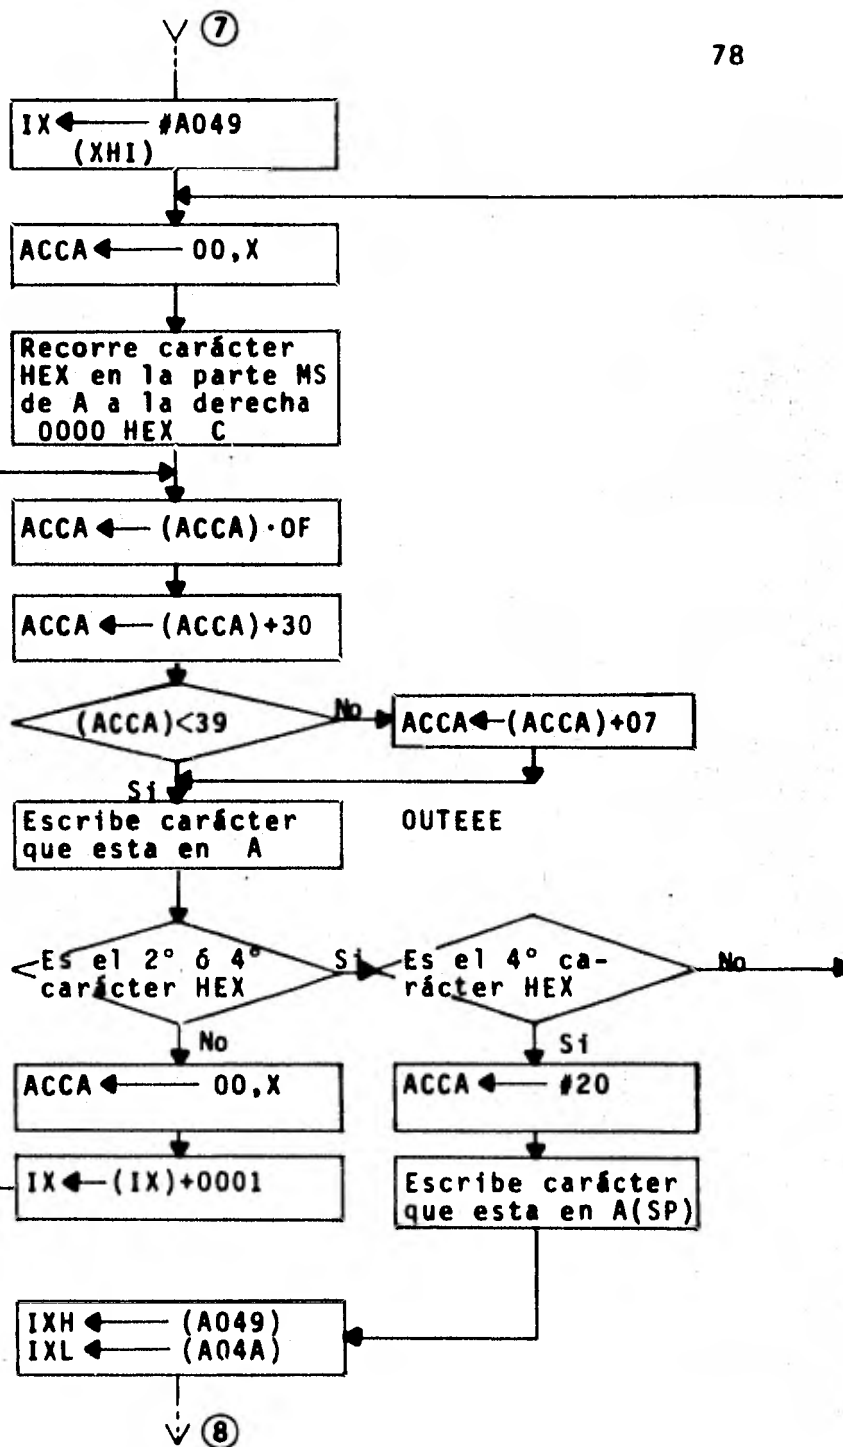 7
78
IX ← #A049
(XHI)
ACCA ← 00,X
Recorre carácter
HEX en la parte MS
de A a la derecha
0000 HEX C
ACCA ← (ACCA)·0F
ACCA ← (ACCA)+30
(ACCA)<39
No
ACCA←(ACCA)+07
Si
Escribe carácter
que esta en A
OUTEEE
Es el 2° ó 4°
carácter HEX
Si
Es el 4° ca-
rácter HEX
No
No
Si
ACCA ← 00,X
ACCA ← #20
IX ← (IX)+0001
Escribe carácter
que esta en A(SP)
IXH ← (A049)
IXL ← (A04A)
8